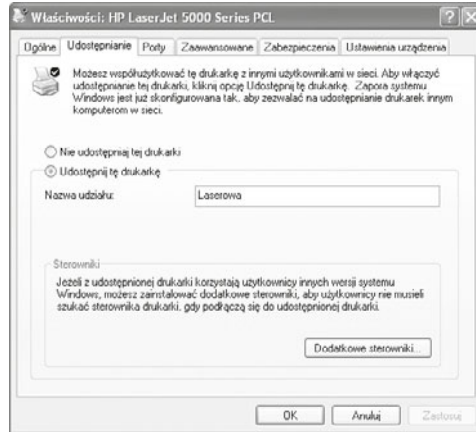 Właściwości: HP LaserJet 5000 Series PCL
Ogólne Udostępnianie Porty Zaawansowane Zabezpieczenia Ustawienia urządzenia
Możesz współużytkować tę drukarkę z innymi użytkownikami w sieci. Aby włączyć
udostępnianie tej drukarki, kliknij opcję Udostępnij tę drukarkę. Zapora systemu
Windows jest już skonfigurowana tak, aby zezwalać na udostępnianie drukarek innym
komputerom w sieci.
Nie udostępniaj tej drukarki
Udostępnij tę drukarkę
Nazwa udziału: Laserowa
Sterowniki
Jeżeli z udostępnionej drukarki korzystają użytkownicy innych wersji systemu
Windows, możesz zainstalować dodatkowe sterowniki, aby użytkownicy nie musieli
szukać sterownika drukarki, gdy podłączą się do udostępnionej drukarki.
Dodatkowe sterowniki...
OK Anuluj Zastosuj